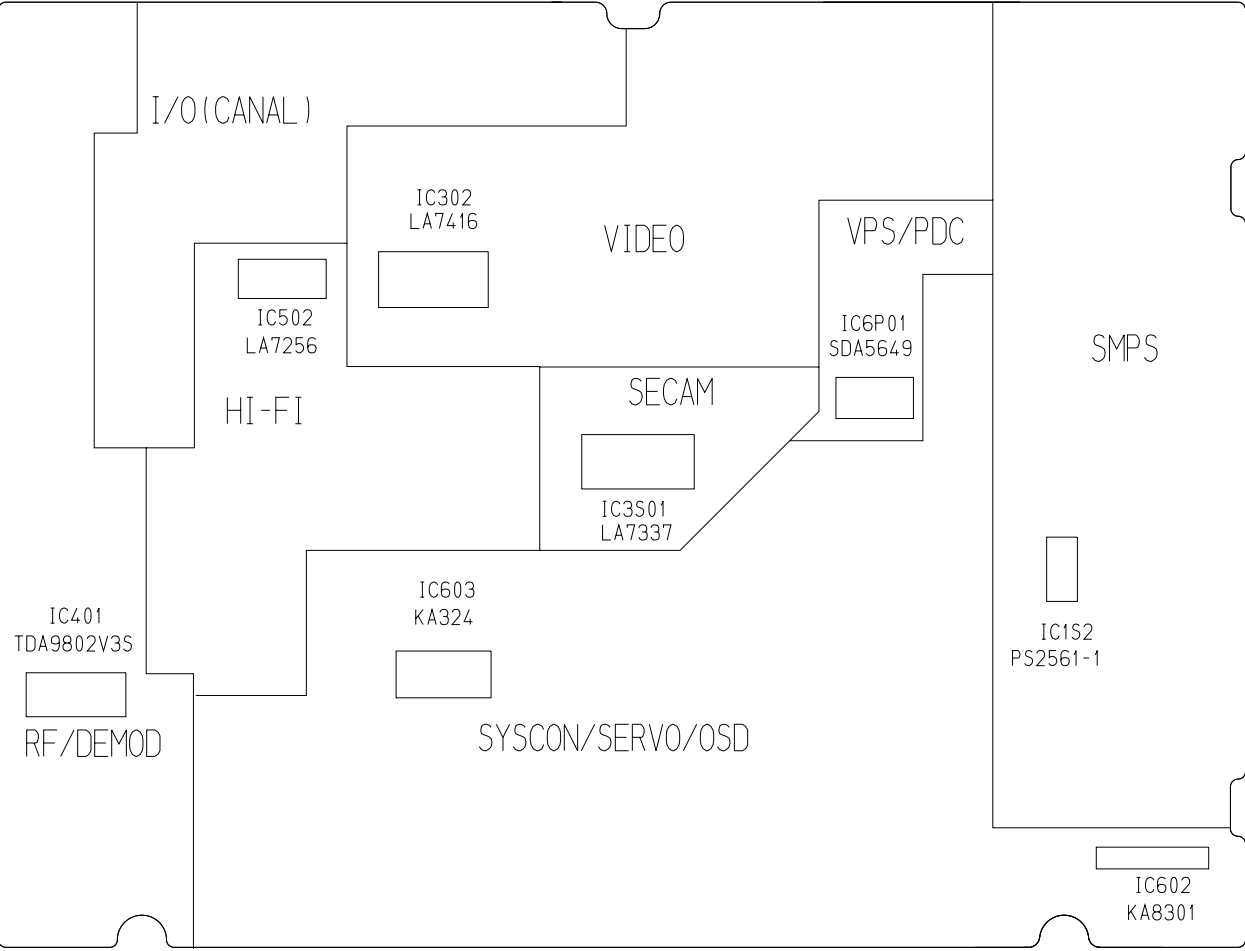 I/O(CANAL)
IC302
LA7416
VIDEO
VPS/PDC
IC502
LA7256
IC6P01
SDA5649
SMPS
HI-FI
SECAM
IC3S01
LA7337
IC603
KA324
IC401
TDA9802V3S
IC1S2
PS2561-1
RF/DEMOD
SYSCON/SERVO/OSD
IC602
KA8301